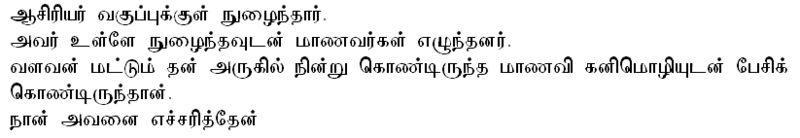 ஆசிரியர் வகுப்புக்குள் நுழைந்தார்.
அவர் உள்ளே நுழைந்தவுடன் மாணவர்கள் எழுந்தனர்.
வளவன் மட்டும் தன் அருகில் நின்று கொண்டிருந்த மாணவி கனிமொழியுடன் பேசிக்
கொண்டிருந்தான்.
நான் அவனை எச்சரித்தேன்